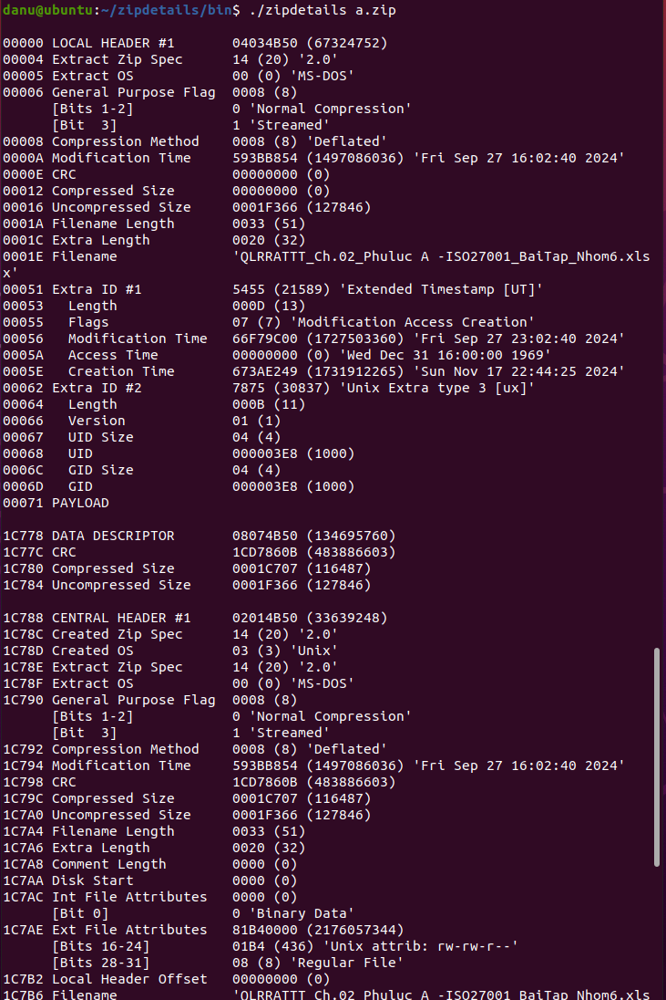 danu@ubuntu:~/zipdetails/bin$ ./zipdetails a.zip
00000 LOCAL HEADER #1 04034B50 (67324752)
00004 Extract Zip Spec 14 (20) '2.0'
00005 Extract OS 00 (0) 'MS-DOS'
00006 General Purpose Flag 0008 (8)
[Bits 1-2] 0 'Normal Compression'
[Bit 3] 1 'Streamed'
00008 Compression Method 0008 (8) 'Deflated'
0000A Modification Time 593BB854 (1497086036) 'Fri Sep 27 16:02:40 2024'
0000E CRC 00000000 (0)
00012 Compressed Size 00000000 (0)
00016 Uncompressed Size 0001F366 (127846)
0001A Filename Length 0033 (51)
0001C Extra Length 0020 (32)
0001E Filename 'QLRRATTT_Ch.02_Phuluc A -ISO27001_BaiTap_Nhom6.xls
x'
00051 Extra ID #1 5455 (21589) 'Extended Timestamp [UT]'
00053 Length 000D (13)
00055 Flags 07 (7) 'Modification Access Creation'
00056 Modification Time 66F79C00 (1727503360) 'Fri Sep 27 23:02:40 2024'
0005A Access Time 00000000 (0) 'Wed Dec 31 16:00:00 1969'
0005E Creation Time 673AE249 (1731912265) 'Sun Nov 17 22:44:25 2024'
00062 Extra ID #2 7875 (30837) 'Unix Extra type 3 [ux]'
00064 Length 000B (11)
00066 Version 01 (1)
00067 UID Size 04 (4)
00068 UID 000003E8 (1000)
0006C GID Size 04 (4)
0006D GID 000003E8 (1000)
00071 PAYLOAD
1C778 DATA DESCRIPTOR 08074B50 (134695760)
1C77C CRC 1CD7860B (483886603)
1C780 Compressed Size 0001C707 (116487)
1C784 Uncompressed Size 0001F366 (127846)
1C788 CENTRAL HEADER #1 02014B50 (33639248)
1C78C Created Zip Spec 14 (20) '2.0'
1C78D Created OS 03 (3) 'Unix'
1C78E Extract Zip Spec 14 (20) '2.0'
1C78F Extract OS 00 (0) 'MS-DOS'
1C790 General Purpose Flag 0008 (8)
[Bits 1-2] 0 'Normal Compression'
[Bit 3] 1 'Streamed'
1C792 Compression Method 0008 (8) 'Deflated'
1C794 Modification Time 593BB854 (1497086036) 'Fri Sep 27 16:02:40 2024'
1C798 CRC 1CD7860B (483886603)
1C79C Compressed Size 0001C707 (116487)
1C7A0 Uncompressed Size 0001F366 (127846)
1C7A4 Filename Length 0033 (51)
1C7A6 Extra Length 0020 (32)
1C7A8 Comment Length 0000 (0)
1C7AA Disk Start 0000 (0)
1C7AC Int File Attributes 0000 (0)
[Bit 0] 0 'Binary Data'
1C7AE Ext File Attributes 81B40000 (2176057344)
[Bits 16-24] 01B4 (436) 'Unix attrib: rw-rw-r--'
[Bits 28-31] 08 (8) 'Regular File'
1C7B2 Local Header Offset 00000000 (0)
1C7B6 Filename 'QLRRATTT_Ch.02_Phuluc A -ISO27001_BaiTap_Nhom6.xls